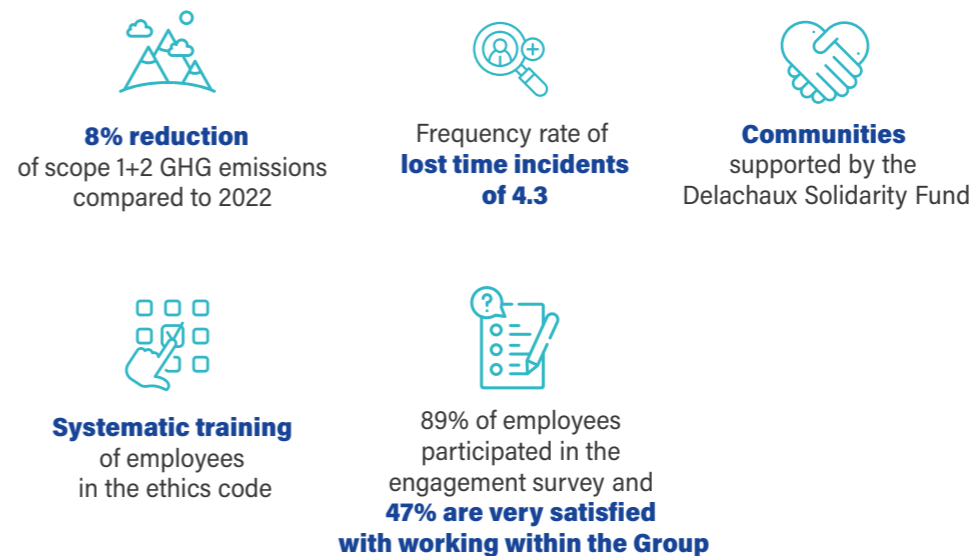 8% reduction
of scope 1+2 GHG emissions
compared to 2022
Frequency rate of
lost time incidents
of 4.3
Communities
supported by the
Delachaux Solidarity Fund
Systematic training
of employees
in the ethics code
?
89% of employees
participated in the
engagement survey and
47% are very satisfied
with working within the Group